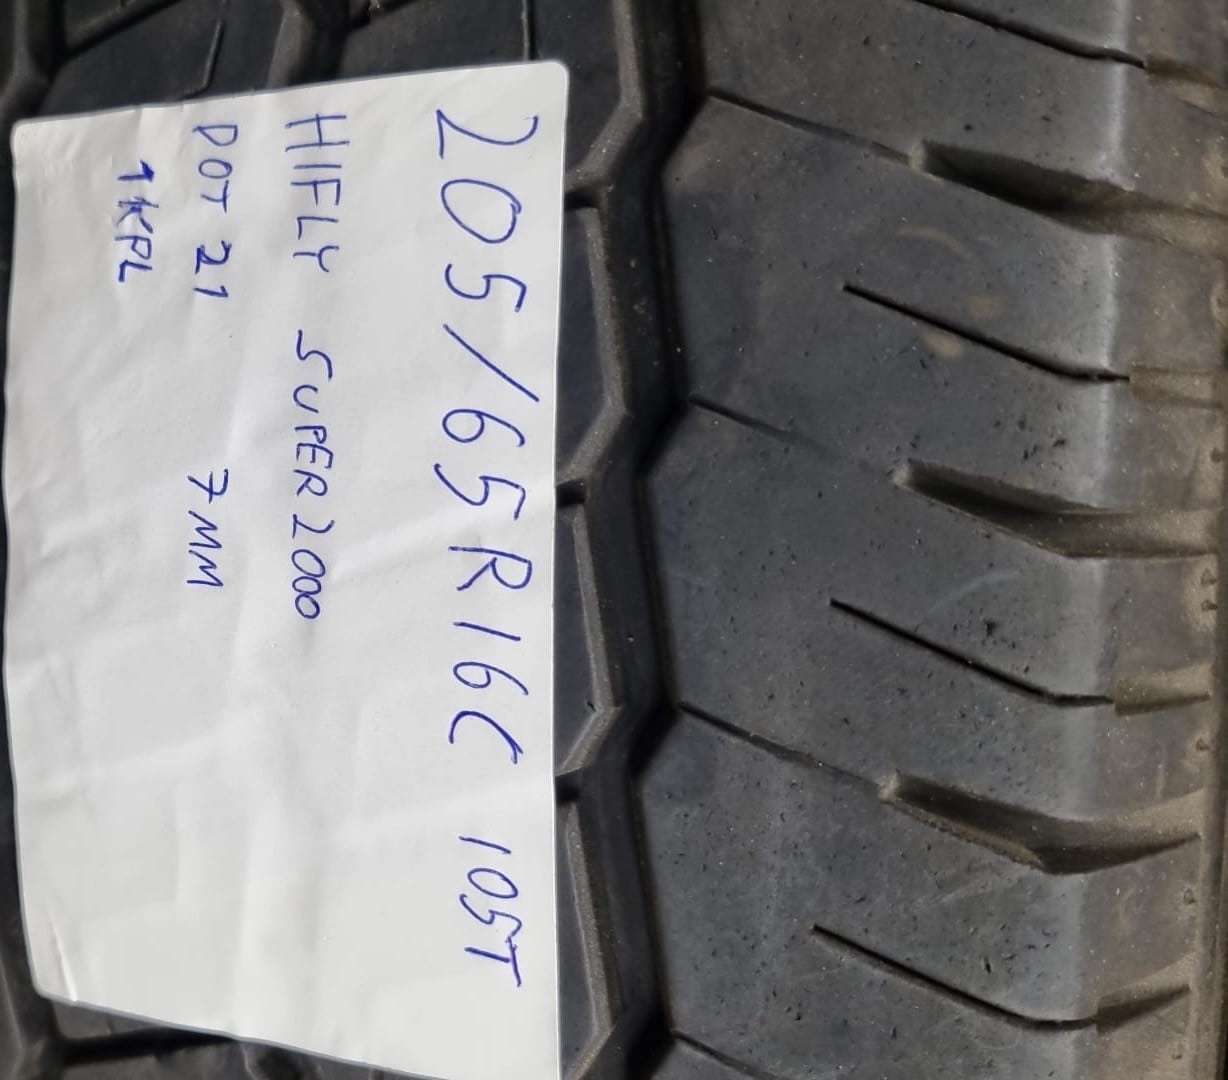 205/65R16C 105T
HIFLY SUPER2000
DOT 21 7MM
1KPL